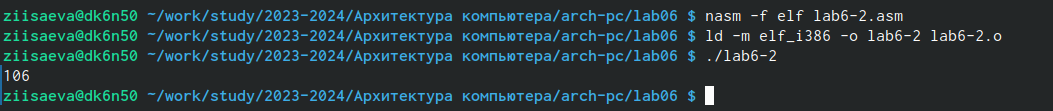 ziisaeva@dk6n50 ~/work/study/2023-2024/Архитектура компьютера/arch-pc/lab06 $ nasm -f elf lab6-2.asm
ziisaeva@dk6n50 ~/work/study/2023-2024/Архитектура компьютера/arch-pc/lab06 $ ld -m elf_i386 -o lab6-2 lab6-2.o
ziisaeva@dk6n50 ~/work/study/2023-2024/Архитектура компьютера/arch-pc/lab06 $ ./lab6-2
106
ziisaeva@dk6n50 ~/work/study/2023-2024/Архитектура компьютера/arch-pc/lab06 $